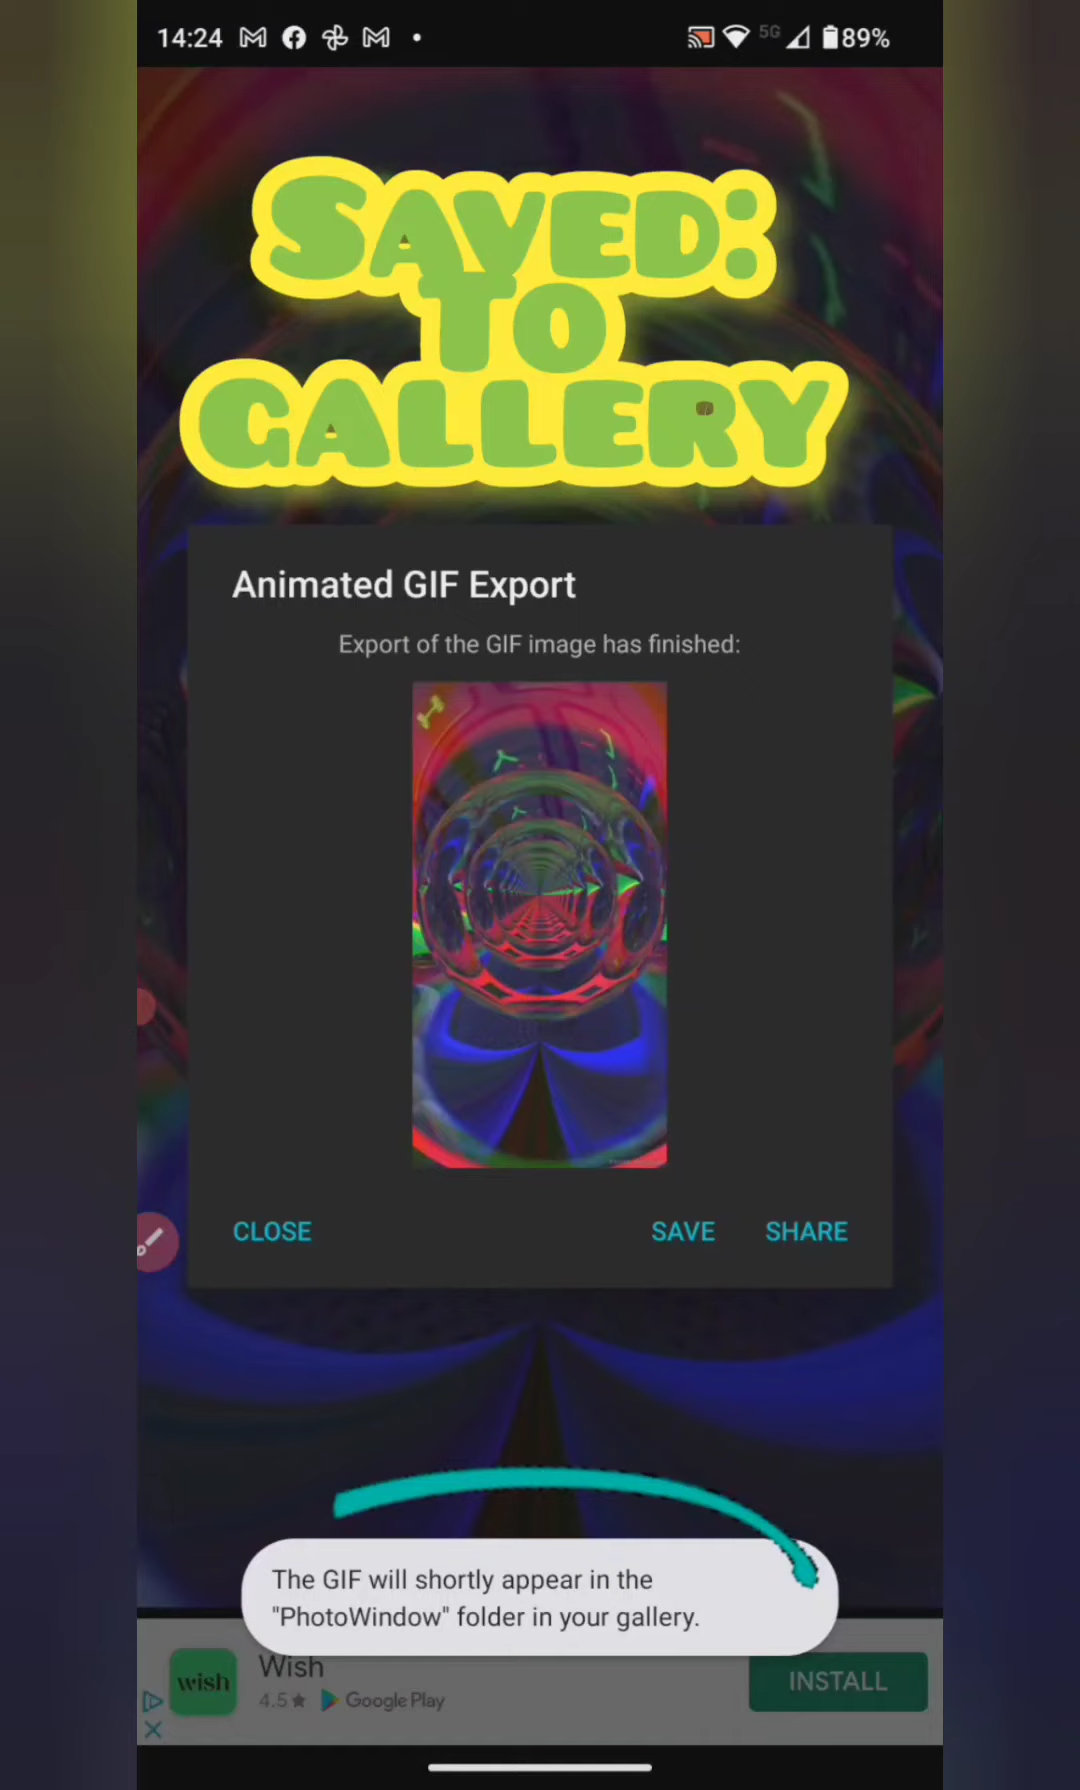 14:24
5G
89%
SAVED:
TO
GALLERY
Animated GIF Export
Export of the GIF image has finished:
CLOSE SAVE SHARE
The GIF will shortly appear in the
"PhotoWindow" folder in your gallery.
wish
Wish
4.5★ Google Play
INSTALL